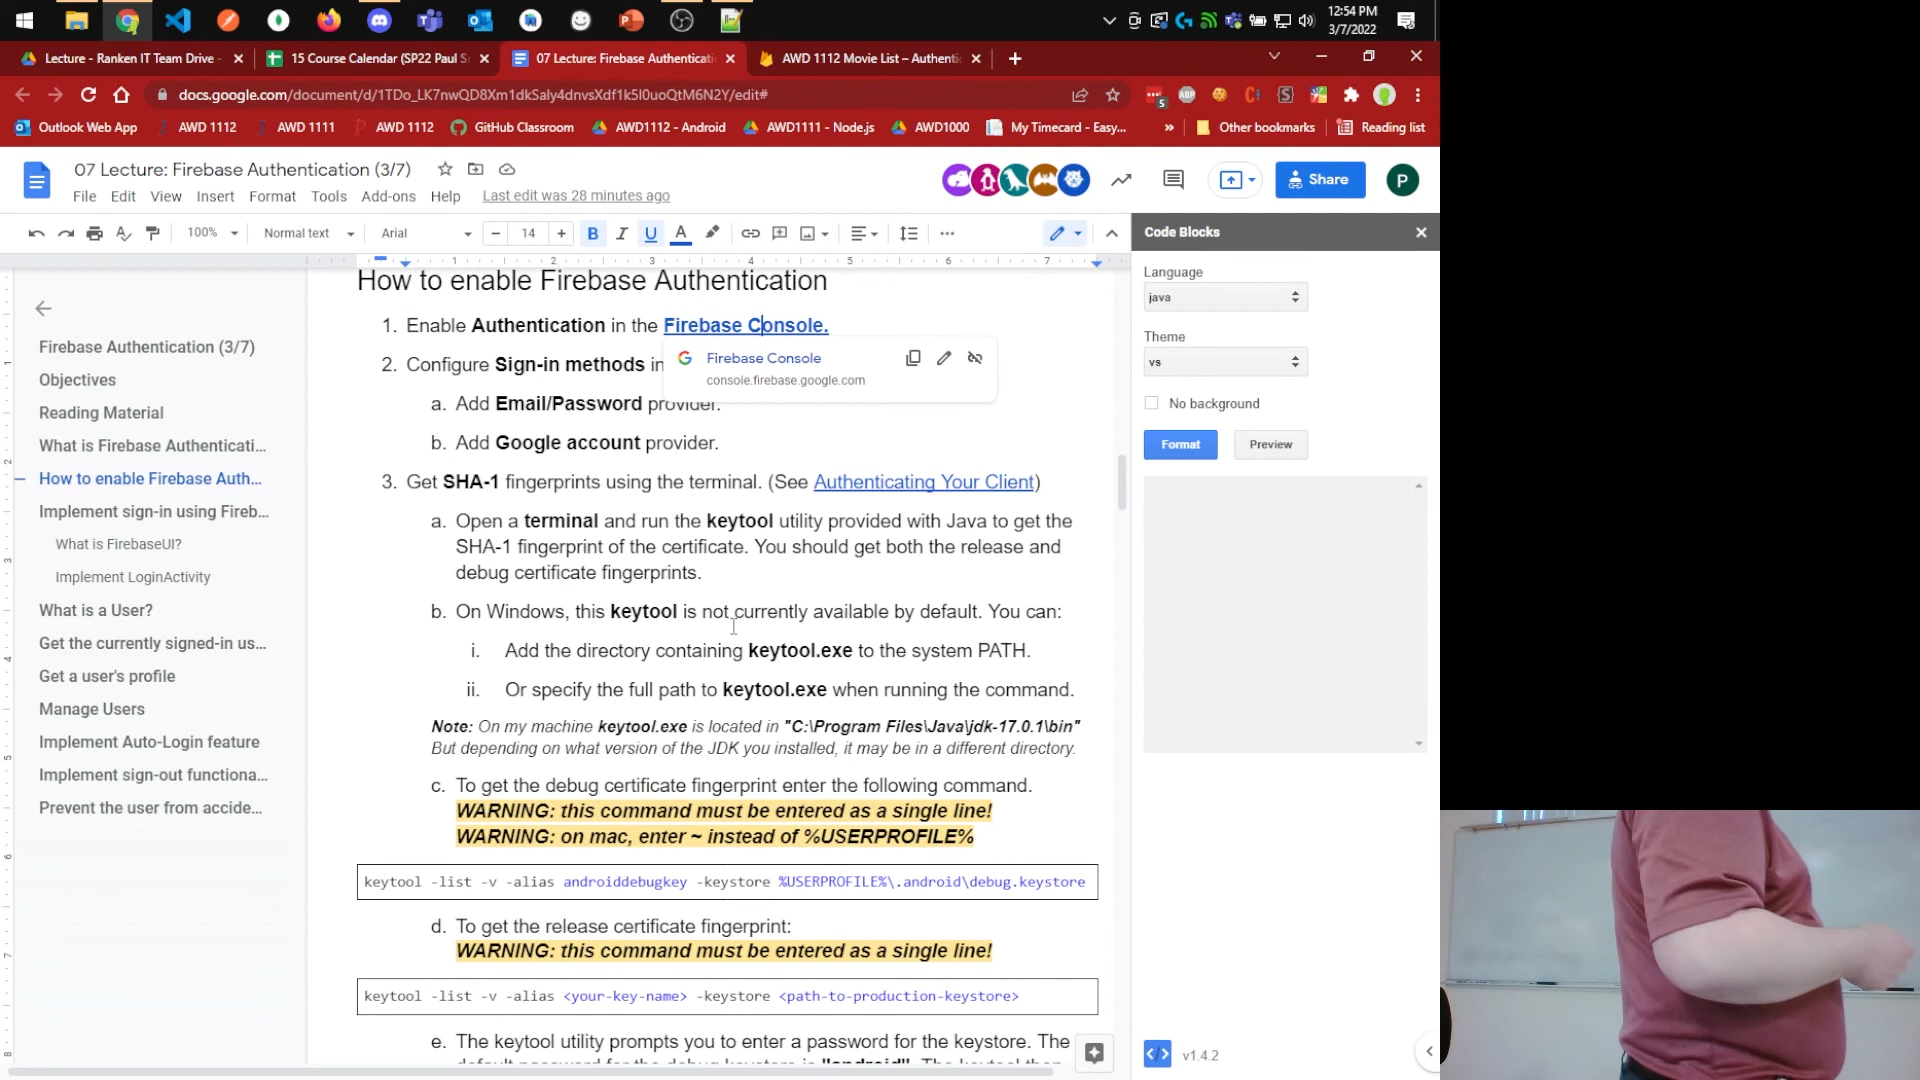 12:54 PM
3/7/2022
Lecture - Ranken IT Team Drive -
15 Course Calendar (SP22 Paul S
07 Lecture: Firebase Authenticati
AWD 1112 Movie List – Authentic
docs.google.com/document/d/1TDo_LK7nwQD8Xm1dkSaly4dnvsXdf1k5l0uoQtM6N2Y/edit#
5
ABP
Outlook Web App
AWD 1112
AWD 1111
AWD 1112
GitHub Classroom
AWD1112 - Android
AWD1111 - Node.js
AWD1000
My Timecard - Easy...
»
Other bookmarks
Reading list
07 Lecture: Firebase Authentication (3/7)
File Edit View Insert Format Tools Add-ons Help Last edit was 28 minutes ago
Share
P
100% Normal text Arial − 14 + B I U A
Code Blocks
Language
java
Theme
vs
No background
Format Preview
v1.4.2
Firebase Authentication (3/7)
Objectives
Reading Material
What is Firebase Authenticati...
How to enable Firebase Auth...
Implement sign-in using Fireb...
What is FirebaseUI?
Implement LoginActivity
What is a User?
Get the currently signed-in us...
Get a user's profile
Manage Users
Implement Auto-Login feature
Implement sign-out functiona...
Prevent the user from accide...
1 2 3 4 5 6 7
How to enable Firebase Authentication
1. Enable Authentication in the Firebase Console.
Firebase Console
console.firebase.google.com
2. Configure Sign-in methods in
a. Add Email/Password provider.
b. Add Google account provider.
3. Get SHA-1 fingerprints using the terminal. (See Authenticating Your Client)
a. Open a terminal and run the keytool utility provided with Java to get the
SHA-1 fingerprint of the certificate. You should get both the release and
debug certificate fingerprints.
b. On Windows, this keytool is not currently available by default. You can:
i. Add the directory containing keytool.exe to the system PATH.
ii. Or specify the full path to keytool.exe when running the command.
Note: On my machine keytool.exe is located in "C:\Program Files\Java\jdk-17.0.1\bin"
But depending on what version of the JDK you installed, it may be in a different directory.
c. To get the debug certificate fingerprint enter the following command.
WARNING: this command must be entered as a single line!
WARNING: on mac, enter ~ instead of %USERPROFILE%
keytool -list -v -alias androiddebugkey -keystore %USERPROFILE%\.android\debug.keystore
d. To get the release certificate fingerprint:
WARNING: this command must be entered as a single line!
keytool -list -v -alias <your-key-name> -keystore <path-to-production-keystore>
e. The keytool utility prompts you to enter a password for the keystore. The